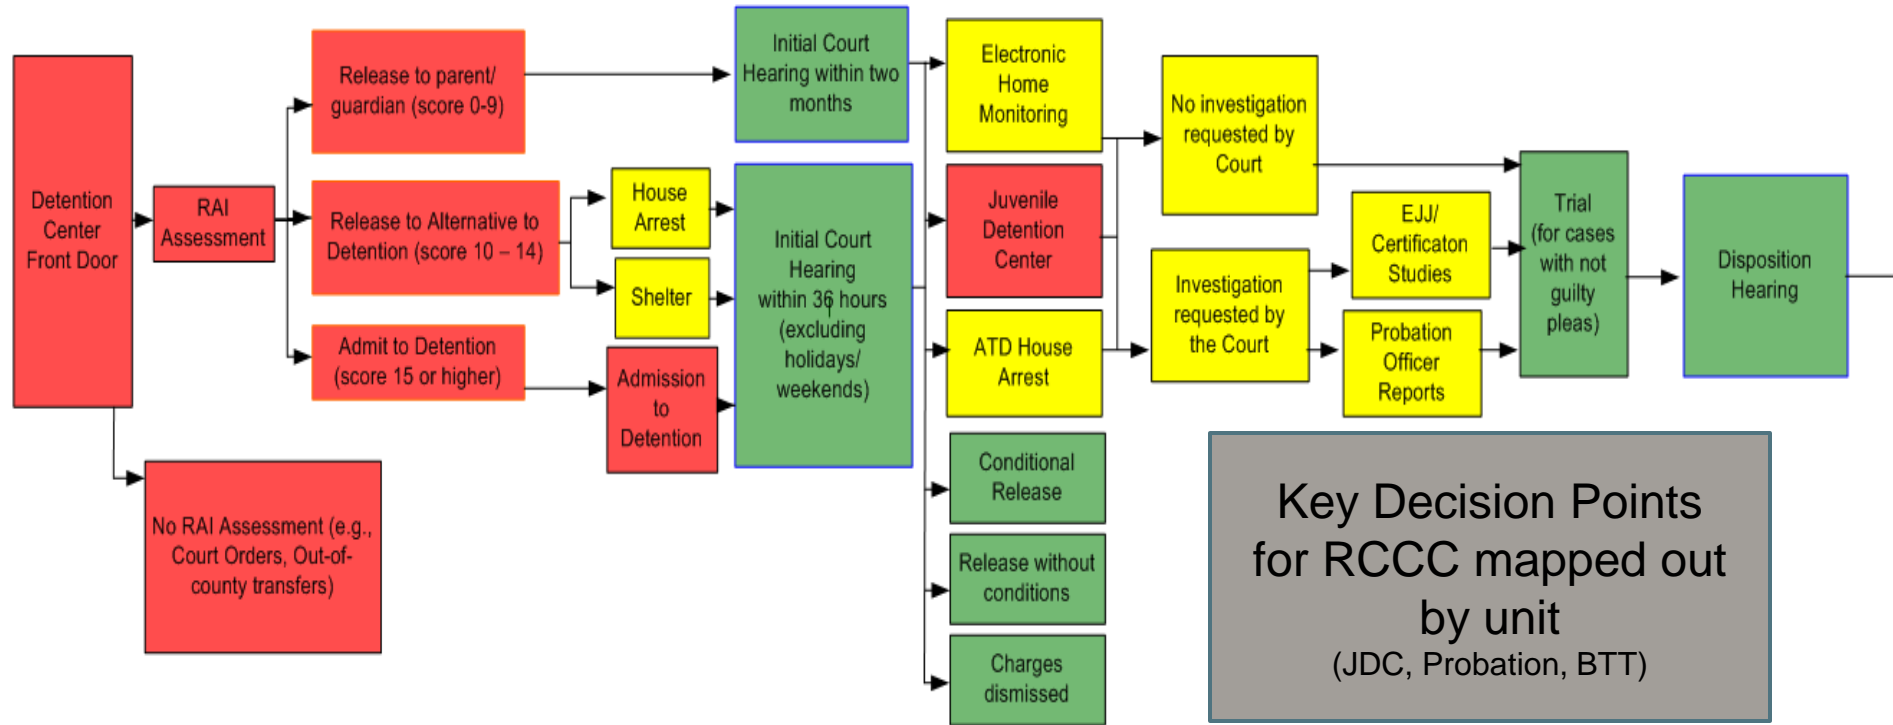 Detention
Center
Front Door
RAI
Assessment
No RAI Assessment (e.g.,
Court Orders, Out-of-
county transfers)
Release to parent/
guardian (score 0-9)
Release to Alternative to
Detention (score 10 – 14)
Admit to Detention
(score 15 or higher)
House
Arrest
Shelter
Admission
to
Detention
Initial Court
Hearing within two
months
Initial Court
Hearing
within 36 hours
(excluding
holidays/
weekends)
Electronic
Home
Monitoring
Juvenile
Detention
Center
ATD House
Arrest
Conditional
Release
Release without
conditions
Charges
dismissed
No investigation
requested by
Court
Investigation
requested by
the Court
EJJ/
Certificaton
Studies
Probation
Officer
Reports
Trial
(for cases
with not
guilty
pleas)
Disposition
Hearing
Key Decision Points
for RCCC mapped out
by unit
(JDC, Probation, BTT)